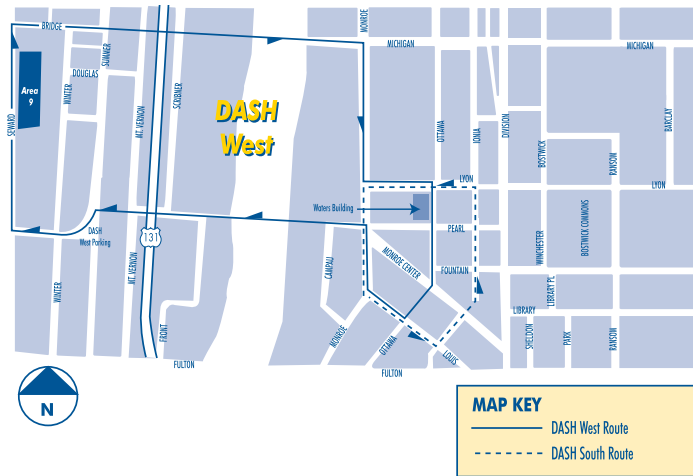 BRIDGE
MONROE
MICHIGAN
MICHIGAN
SUMMER
DOUGLAS
Area
9
WINTER
SEWARD
MT. VERNON
SCRIBNER
DASH
West
OTTAWA
IONIA
DIVISION
BOSTWICK
RANSOM
BARCLAY
LYON
LYON
Waters Building
PEARL
DASH
West Parking
131
MT. VERNON
WINTER
CAMPAU
MONROE CENTER
FOUNTAIN
WINCHESTER
BOSTWICK COMMONS
LIBRARY PL
LIBRARY
FRONT
MONROE
OTTAWA
LOUIS
SHELDON
PARK
RANSOM
FULTON
FULTON
N
MAP KEY
DASH West Route
DASH South Route